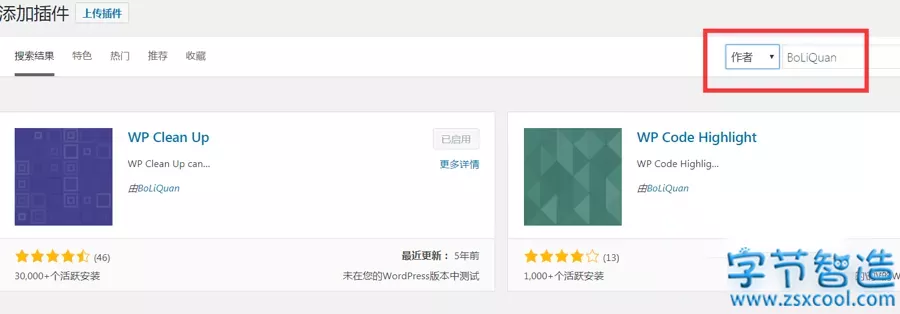 添加插件 上传插件
搜索结果 特色 热门 推荐 收藏 作者 BoLiQuan
WP Clean Up 已启用
WP Clean Up can... 更多详情
由BoLiQuan
(46) 最近更新： 5年前
30,000+个活跃安装 未在您的WordPress版本中测试
WP Code Highlight
WP Code Highlig...
由BoLiQuan
(13)
1,000+个活跃安装
字节智造
www.zsxcool.com